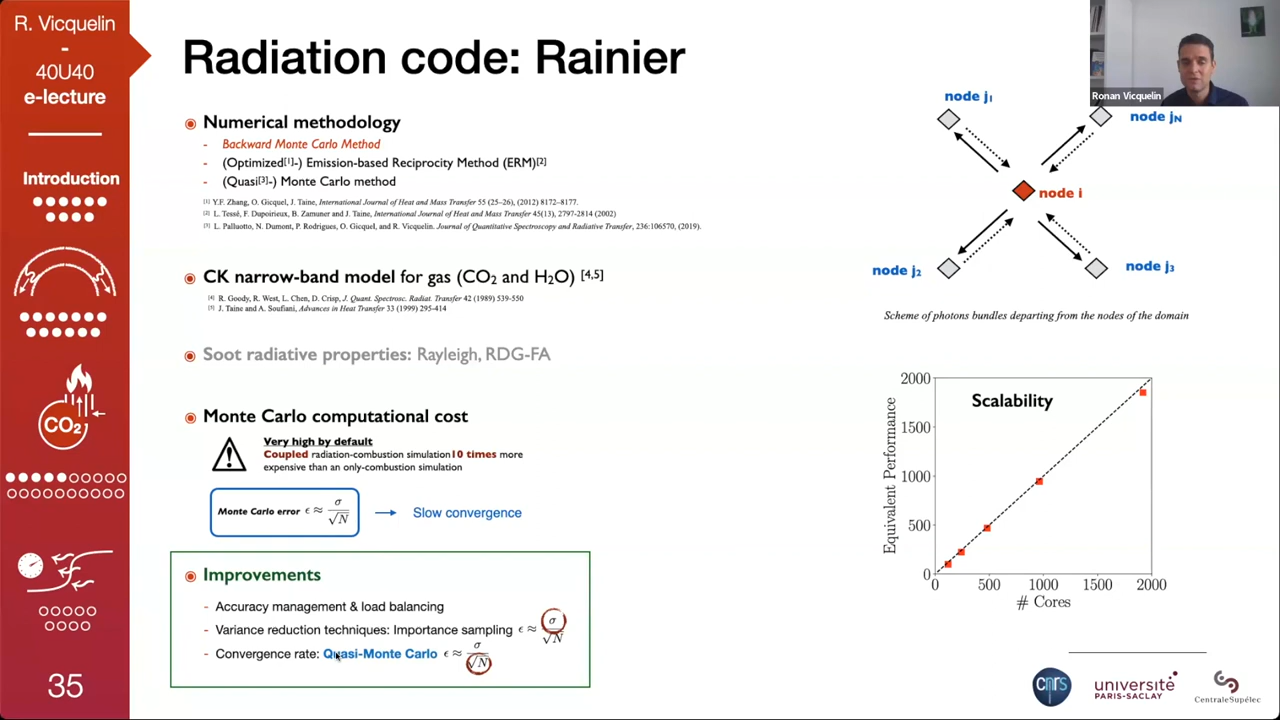 R. Vicquelin
-
40U40
e-lecture
Introduction
CO₂
35
Radiation code: Rainier
Numerical methodology
- Backward Monte Carlo Method
- (Optimized[1]-) Emission-based Reciprocity Method (ERM)[2]
- (Quasi[3]-) Monte Carlo method
[1] Y.F. Zhang, O. Gicquel, J. Taine, International Journal of Heat and Mass Transfer 55 (25–26), (2012) 8172–8177.
[2] L. Tessé, F. Dupoirieux, B. Zamuner and J. Taine, International Journal of Heat and Mass Transfer 45(13), 2797-2814 (2002)
[3] L. Palluotto, N. Dumont, P. Rodrigues, O. Gicquel, and R. Vicquelin. Journal of Quantitative Spectroscopy and Radiative Transfer, 236:106570, (2019).
CK narrow-band model for gas (CO₂ and H₂O) [4,5]
[4] R. Goody, R. West, L. Chen, D. Crisp, J. Quant. Spectrosc. Radiat. Transfer 42 (1989) 539-550
[5] J. Taine and A. Soufiani, Advances in Heat Transfer 33 (1999) 295-414
Soot radiative properties: Rayleigh, RDG-FA
Monte Carlo computational cost
Very high by default
Coupled radiation-combustion simulation10 times more
expensive than an only-combustion simulation
Monte Carlo error ϵ ≈ σ/√N
Slow convergence
Improvements
- Accuracy management & load balancing
- Variance reduction techniques: Importance sampling ϵ ≈ σ/√N
- Convergence rate: Quasi-Monte Carlo ϵ ≈ σ/√N
Ronan Vicquelin
node j₁
node jN
node i
node j₂
node j₃
Scheme of photons bundles departing from the nodes of the domain
Scalability
Equivalent Performance
2000
1500
1000
500
0
0 500 1000 1500 2000
# Cores
cnrs
université
PARIS-SACLAY
CentraleSupélec